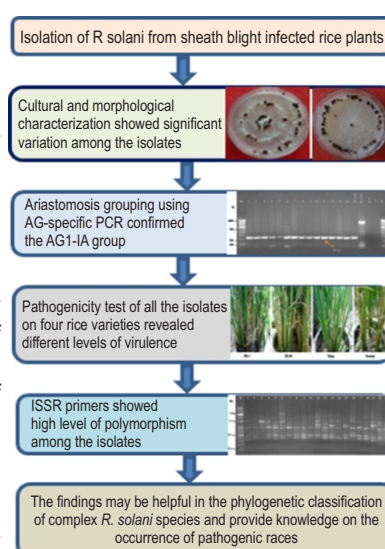 Isolation of R solani from sheath blight infected rice plants
Cultural and morphological
characterization showed significant
variation among the isolates
Ariastomosis grouping using
AG-specific PCR confirmed
the AG1-IA group
Pathogenicity test of all the isolates
on four rice varieties revealed
different levels of virulence
ISSR primers showed
high level of polymorphism
among the isolates
The findings may be helpful in the phylogenetic classification
of complex R. solani species and provide knowledge on the
occurrence of pathogenic races